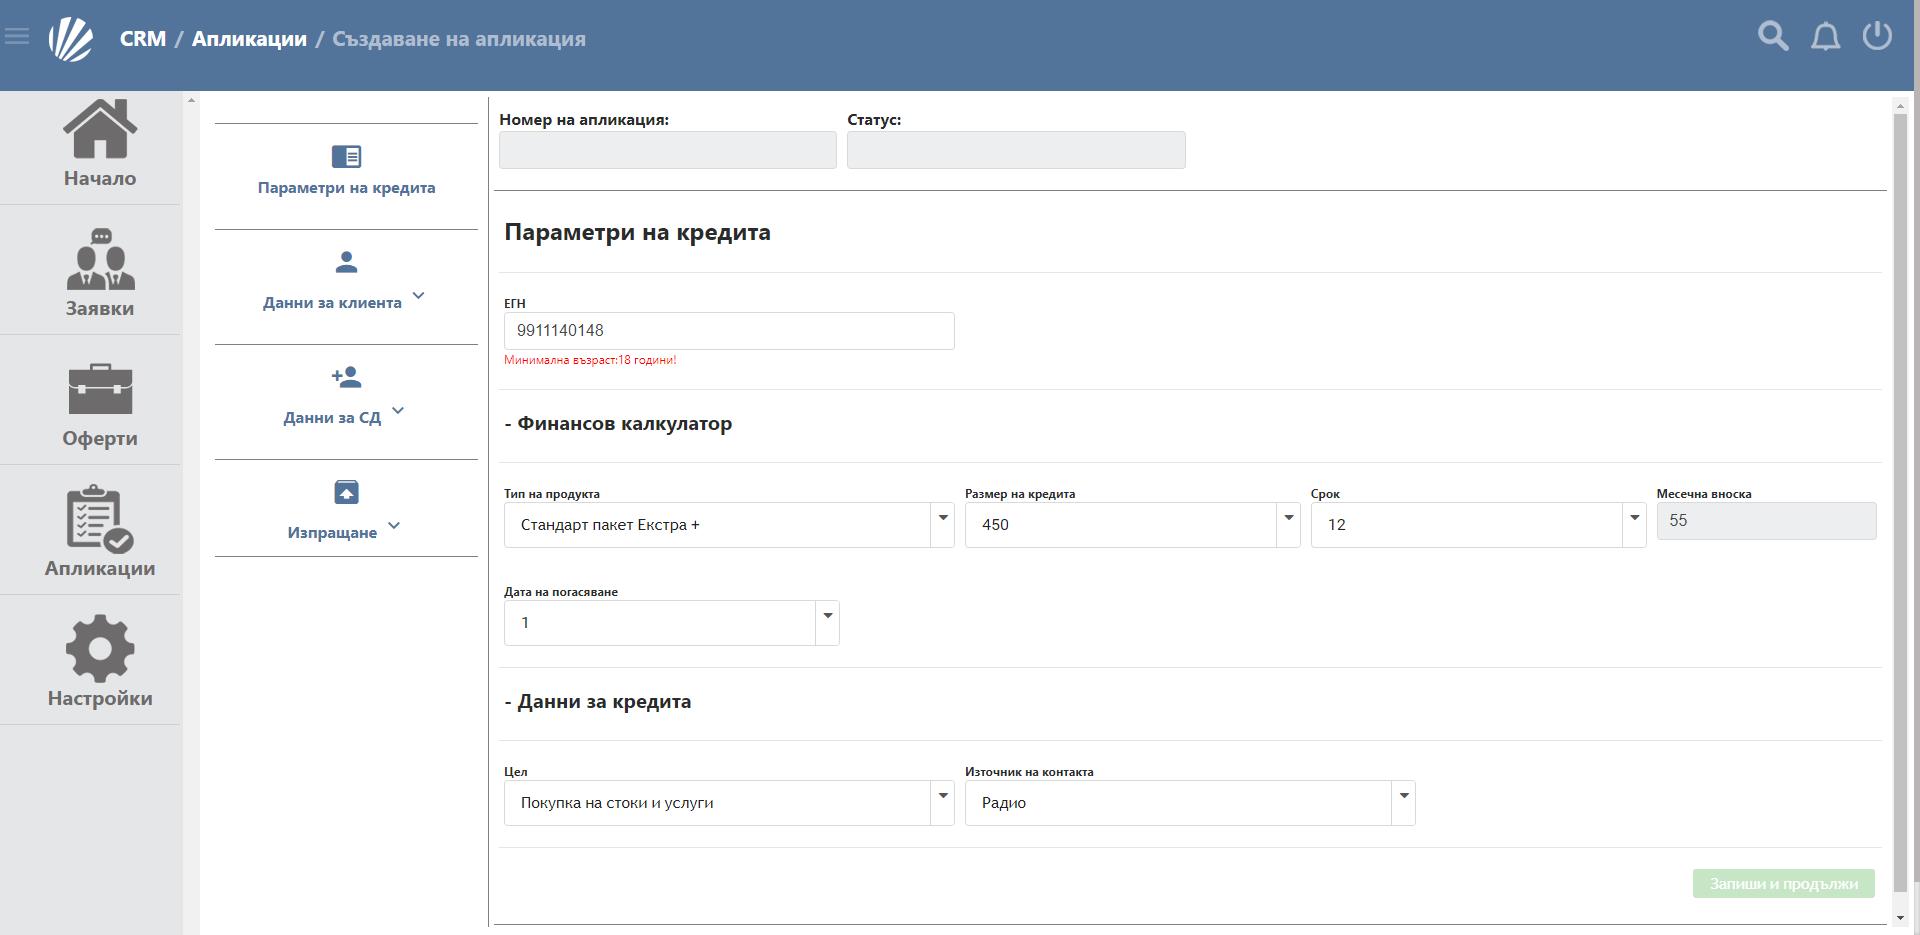 CRM / Апликации / Създаване на апликация
Начало
Заявки
Оферти
Апликации
Настройки
Параметри на кредита
Данни за клиента
Данни за СД
Изпращане
Номер на апликация:
Статус:
Параметри на кредита
ЕГН
9911140148
Минимална възраст:18 години!
- Финансов калкулатор
Тип на продукта
Стандарт пакет Екстра +
Размер на кредита
450
Срок
12
Месечна вноска
55
Дата на погасяване
1
- Данни за кредита
Цел
Покупка на стоки и услуги
Източник на контакта
Радио
Запиши и продължи